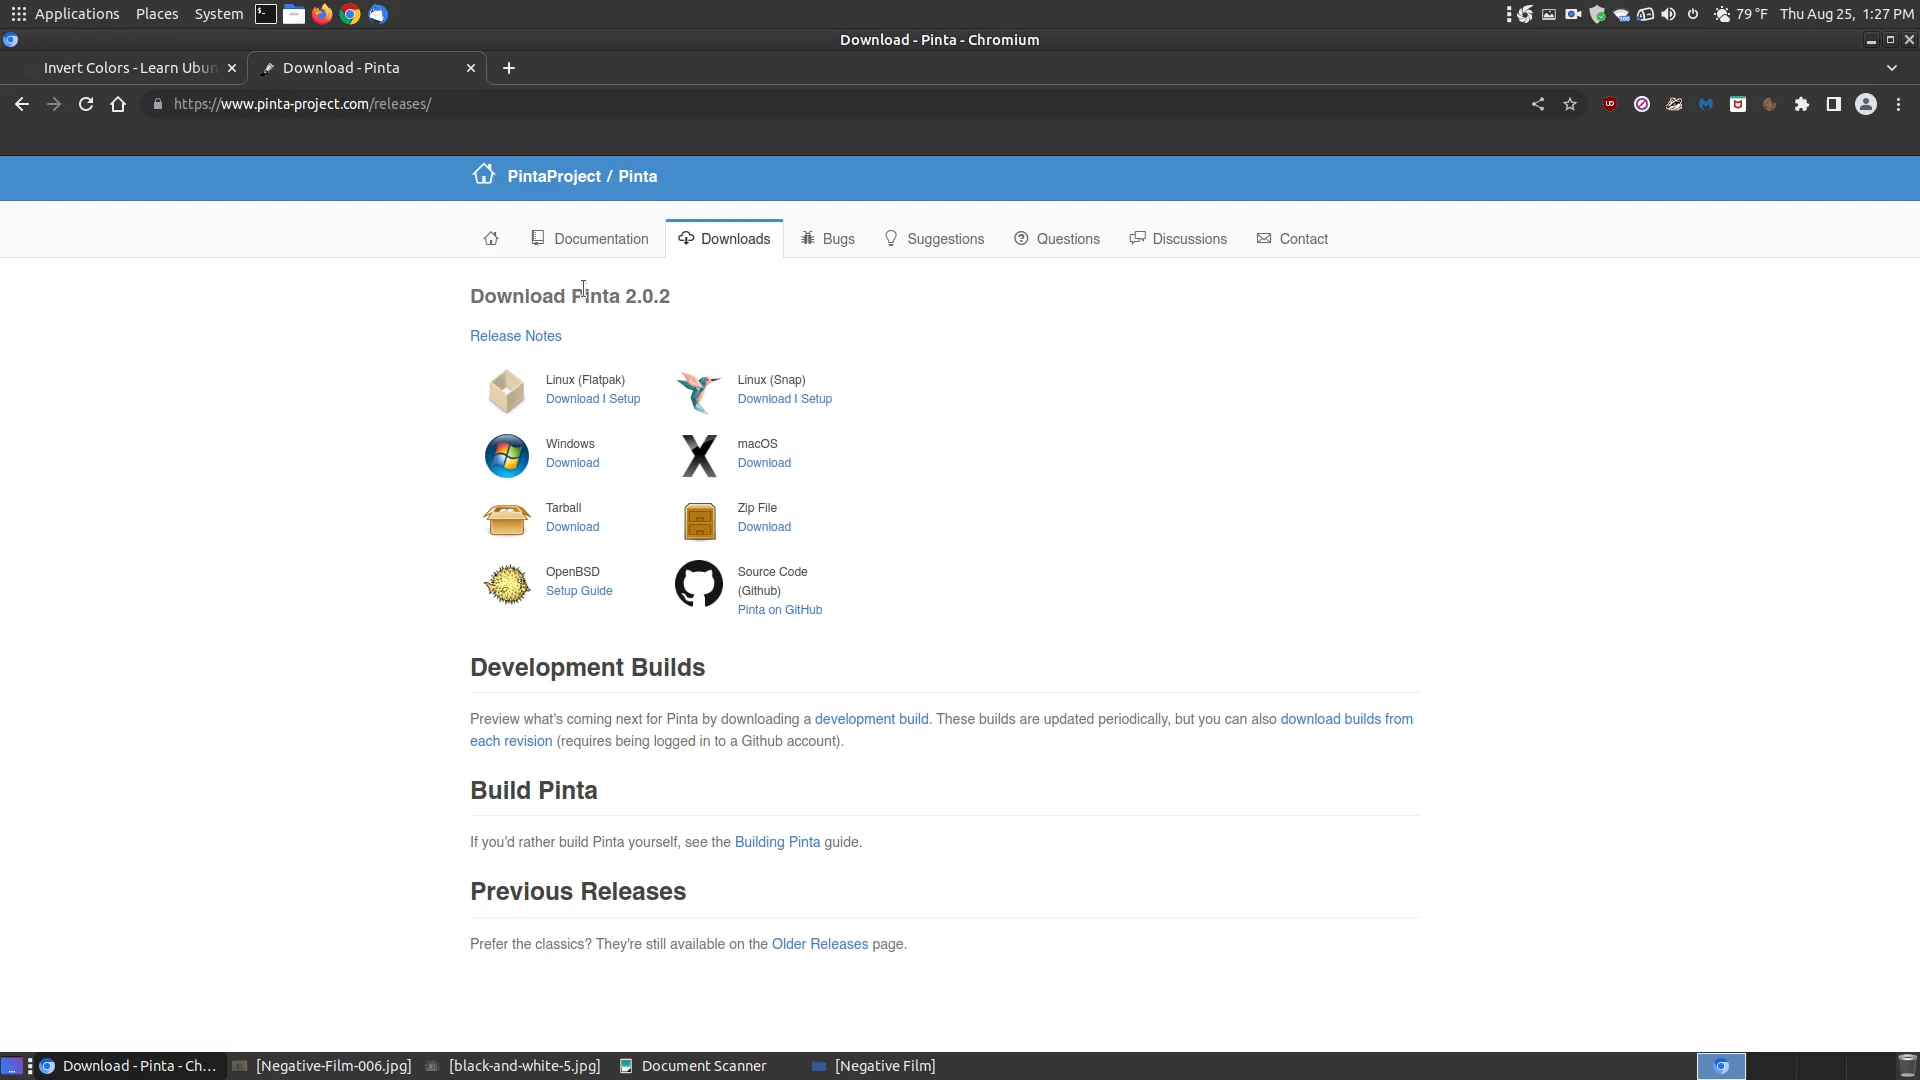 Applications Places System 79 °F Thu Aug 25, 1:27 PM
Download - Pinta - Chromium
Invert Colors - Learn Ubun Download - Pinta
https://www.pinta-project.com/releases/
PintaProject / Pinta
Documentation Downloads Bugs Suggestions Questions Discussions Contact
Download Pinta 2.0.2
Release Notes
Linux (Flatpak)
Download | Setup
Linux (Snap)
Download | Setup
Windows
Download
macOS
Download
Tarball
Download
Zip File
Download
OpenBSD
Setup Guide
Source Code
(Github)
Pinta on GitHub
Development Builds
Preview what's coming next for Pinta by downloading a development build. These builds are updated periodically, but you can also download builds from
each revision (requires being logged in to a Github account).
Build Pinta
If you'd rather build Pinta yourself, see the Building Pinta guide.
Previous Releases
Prefer the classics? They're still available on the Older Releases page.
Download - Pinta - Ch... [Negative-Film-006.jpg] [black-and-white-5.jpg] Document Scanner [Negative Film]